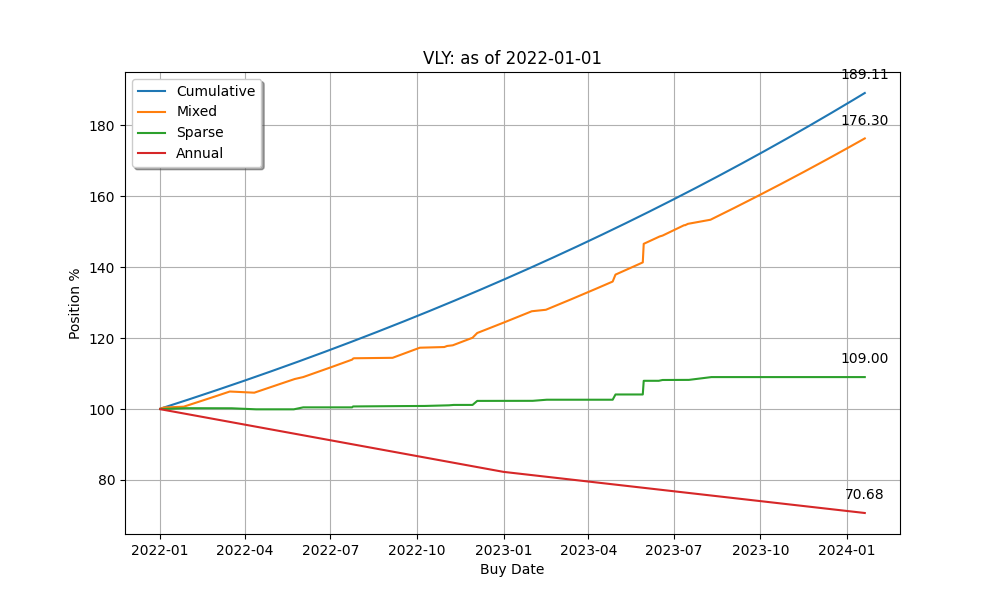 VLY: as of 2022-01-01
Cumulative
Mixed
Sparse
Annual
189.11
176.30
109.00
70.68
180
160
140
120
100
80
Position %
2022-01 2022-04 2022-07 2022-10 2023-01 2023-04 2023-07 2023-10 2024-01
Buy Date